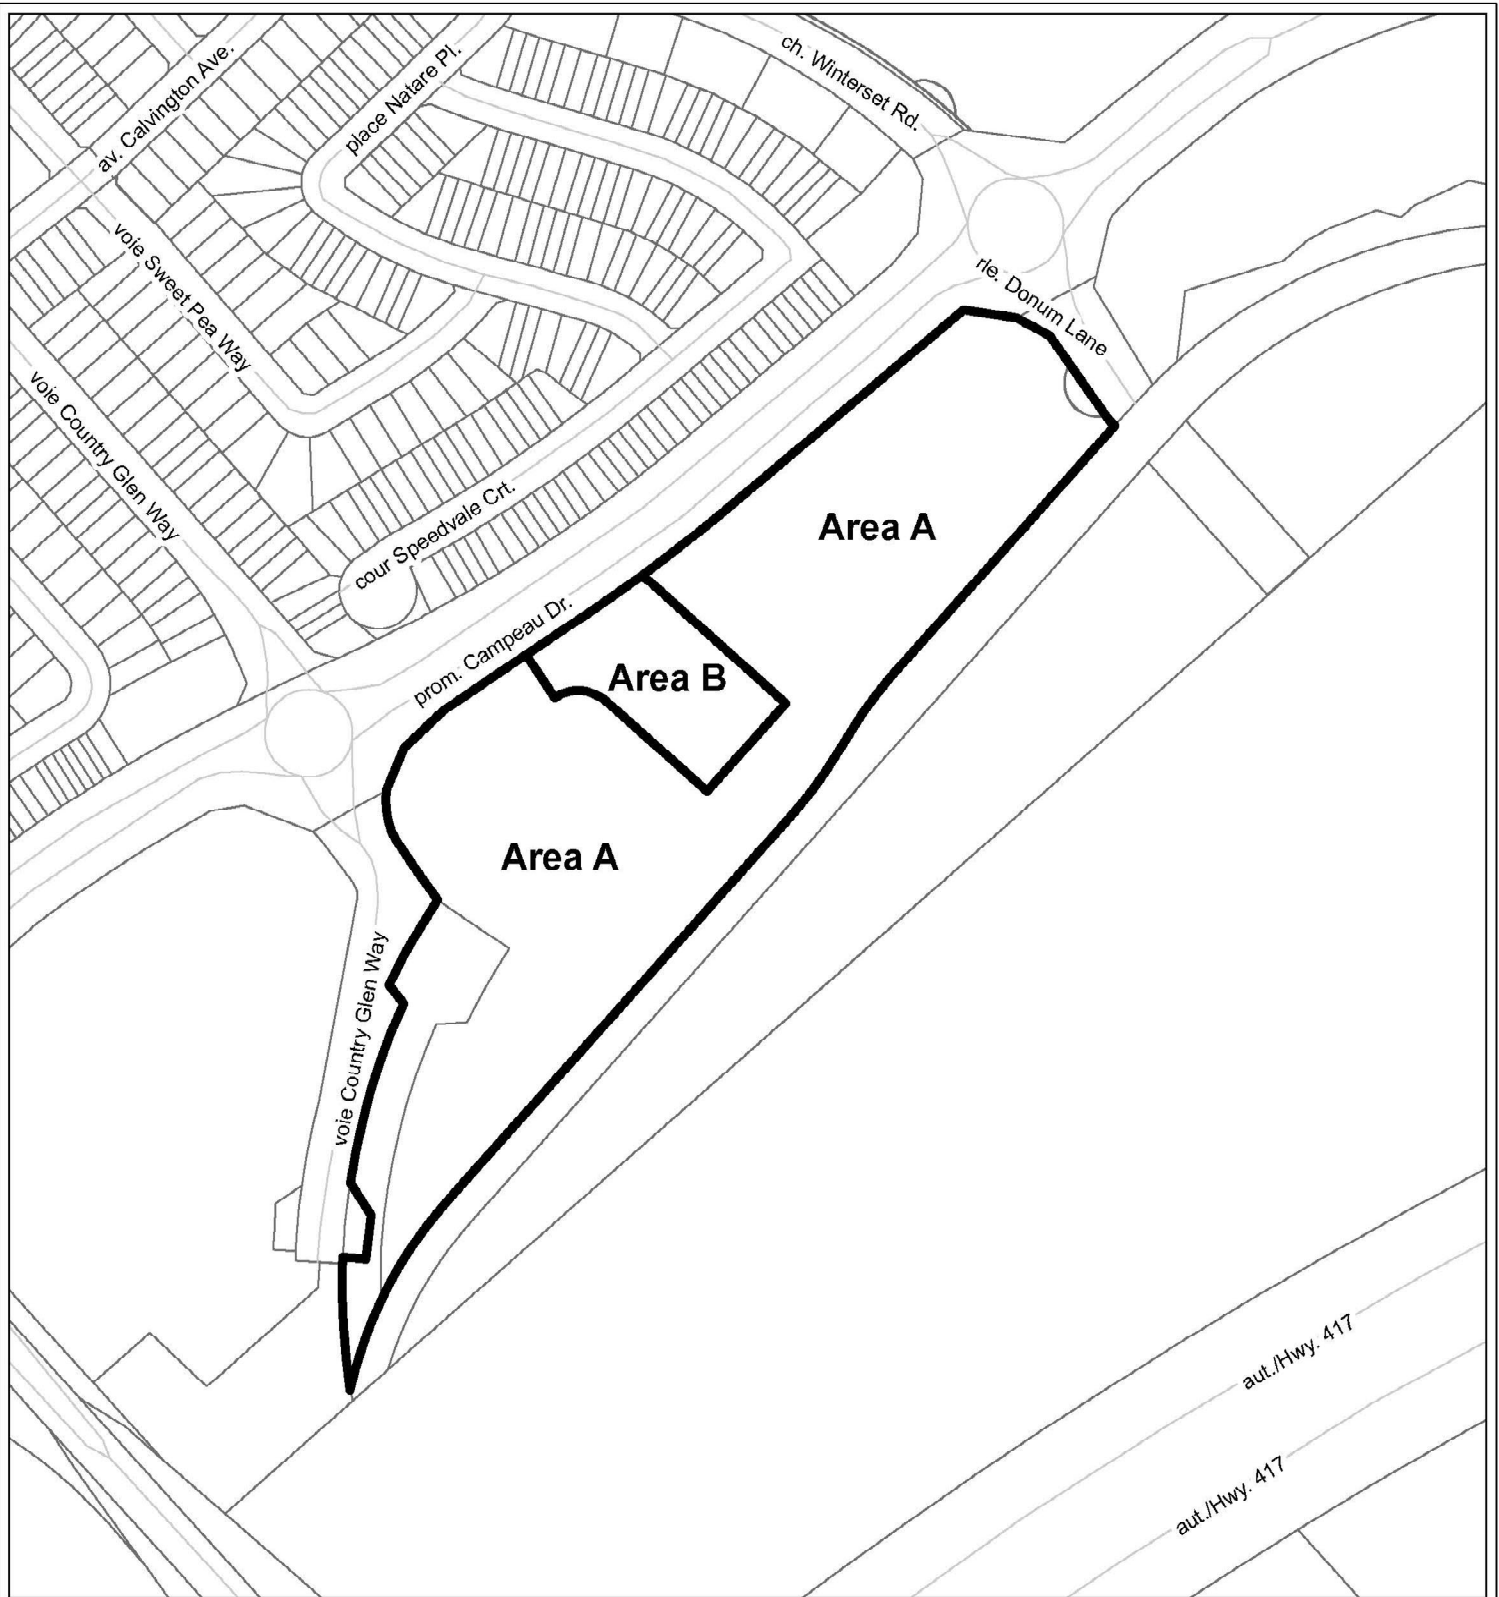 ch. Winterset Rd.
av. Calvington Ave.
place Natare Pl.
voie Sweet Pea Way
rle. Donum Lane
voie Country Glen Way
cour Speedvale Crt.
Area A
prom. Campeau Dr.
Area B
Area A
voie Country Glen Way
aut./Hwy. 417
aut./Hwy. 417